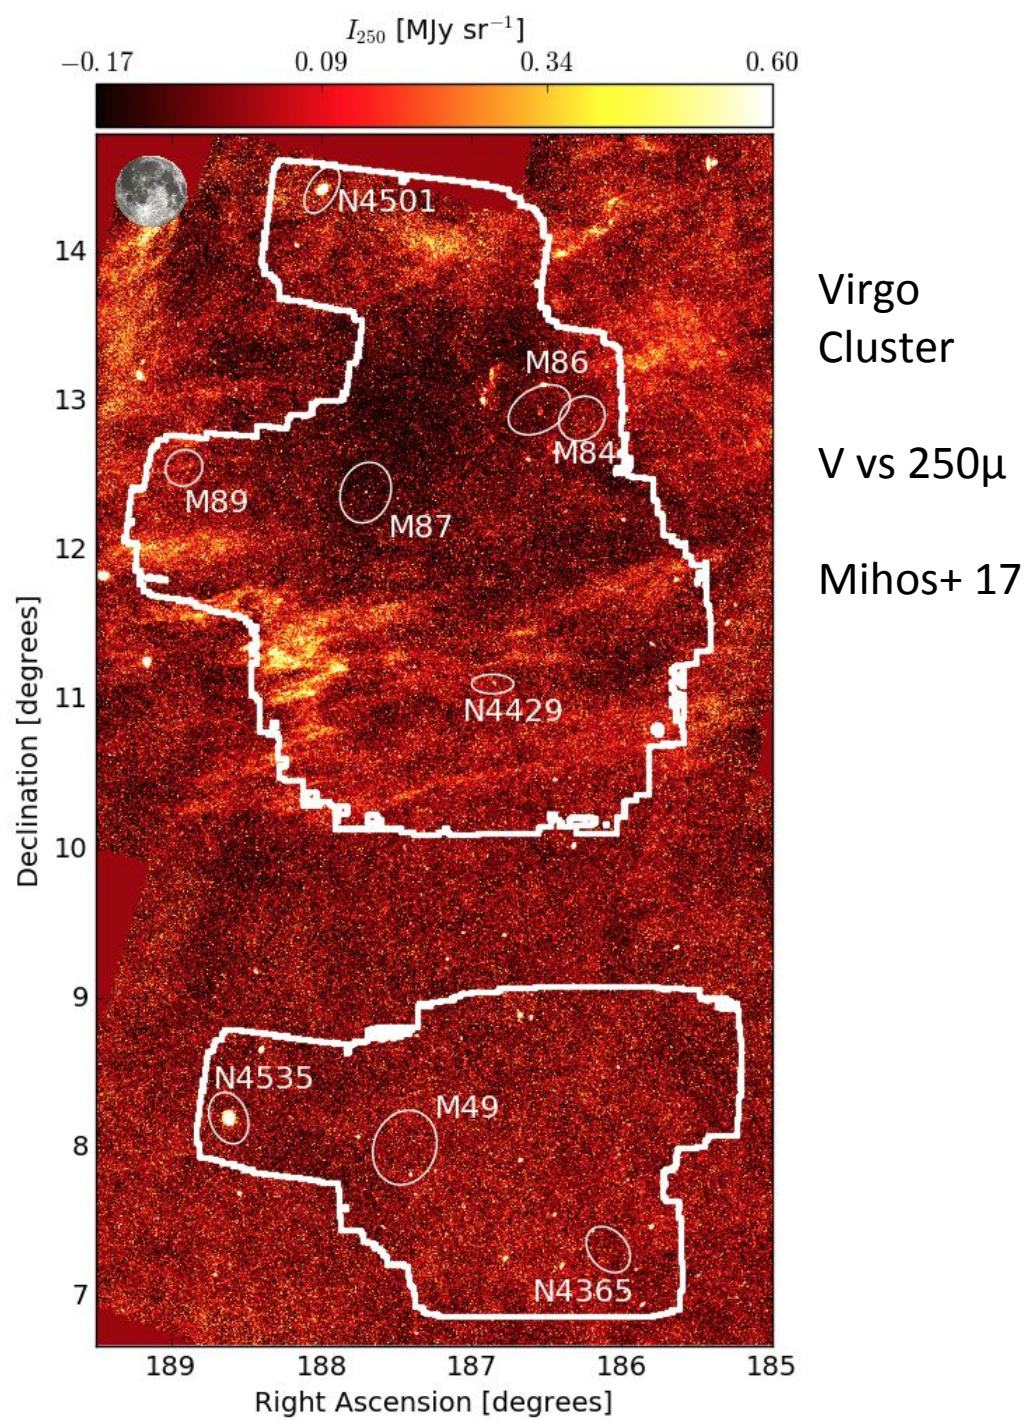 I₂₅₀ [MJy sr⁻¹]
−0.17 0.09 0.34 0.60
N4501
14
M86
13
M84
M89
M87
12
11
N4429
10
9
N4535
M49
8
N4365
7
189 188 187 186 185
Right Ascension [degrees]
Declination [degrees]
Virgo
Cluster
V vs 250μ
Mihos+ 17